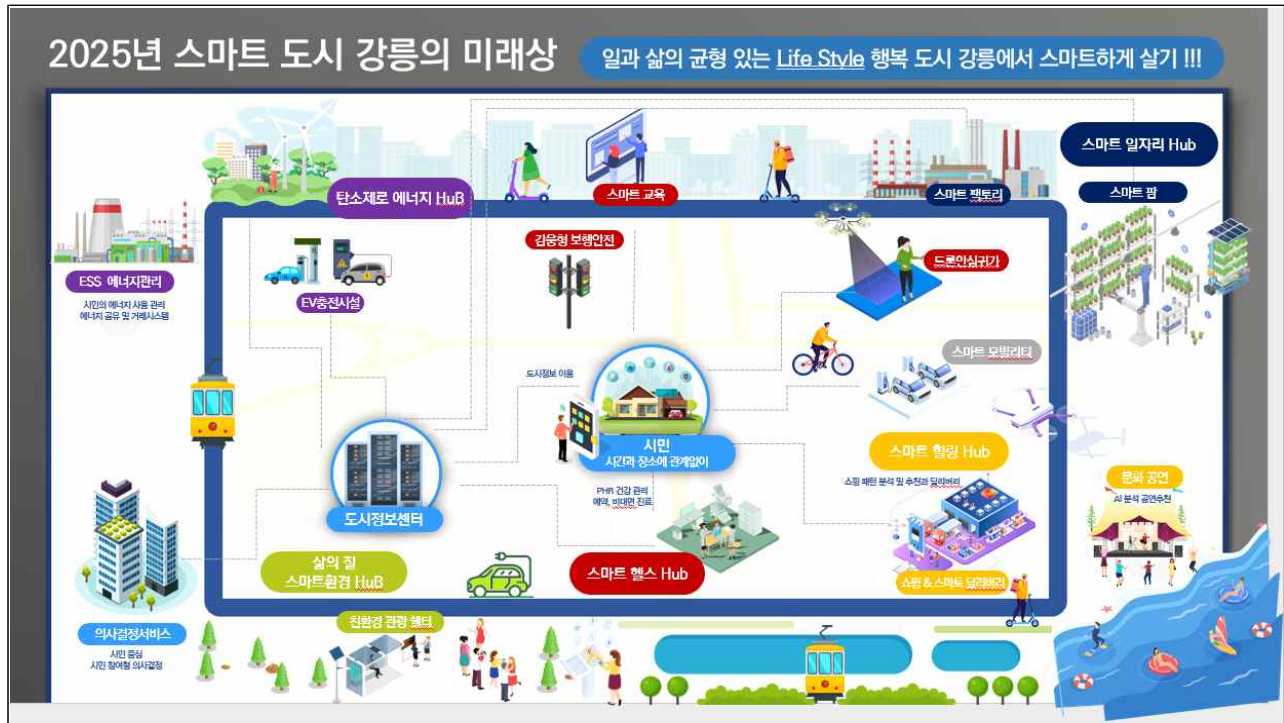 2025년 스마트 도시 강릉의 미래상
일과 삶의 균형 있는 Life Style 행복 도시 강릉에서 스마트하게 살기 !!!
스마트 일자리 Hub
탄소제로 에너지 HuB
스마트 교육
스마트 팩토리
스마트 팜
김웅형 보행안전
드론안심귀가
ESS 에너지관리
시민의 에너지 사용 관리
에너지 공유 및 거래시스템
EV충전시설
스마트 모빌리티
도시정보 이용
시민
시간과 장소에 관계없이
스마트 힐링 Hub
쇼핑 패턴 분석 및 추천과 딜리버리
문화 공연
AI 분석 공연추천
PHR 건강 관리
예약, 비대면 진료
도시정보센터
삶의 질
스마트환경 HuB
스마트 헬스 Hub
쇼핑 & 스마트 딜리버리
친환경 관광 쉘터
의사결정서비스
시민 중심
시민 참여형 의사결정